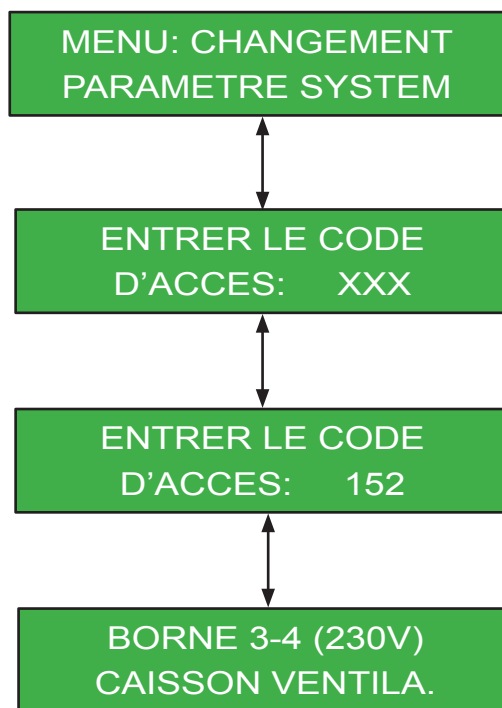 MENU: CHANGEMENT
PARAMETRE SYSTEM
ENTRER LE CODE
D'ACCES: XXX
ENTRER LE CODE
D'ACCES: 152
BORNE 3-4 (230V)
CAISSON VENTILA.